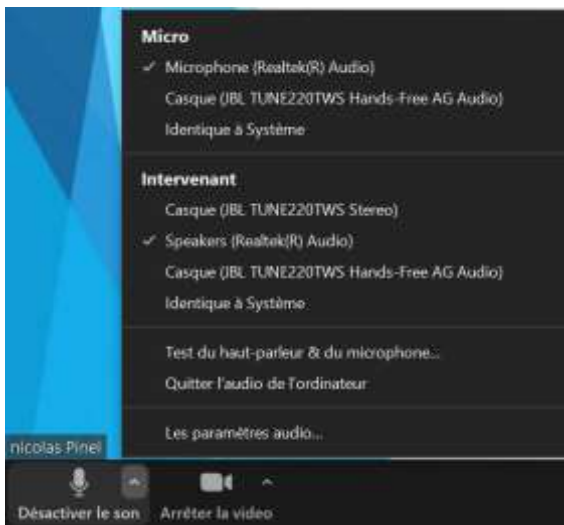 Micro
Microphone (Realtek(R) Audio)
Casque (JBL TUNE220TWS Hands-Free AG Audio)
Identique à Système
Intervenant
Casque (JBL TUNE220TWS Stereo)
Speakers (Realtek(R) Audio)
Casque (JBL TUNE220TWS Hands-Free AG Audio)
Identique à Système
Test du haut-parleur & du microphone...
Quitter l'audio de l'ordinateur
Les paramètres audio...
nicolas Pinel
Désactiver le son Arrêter la video